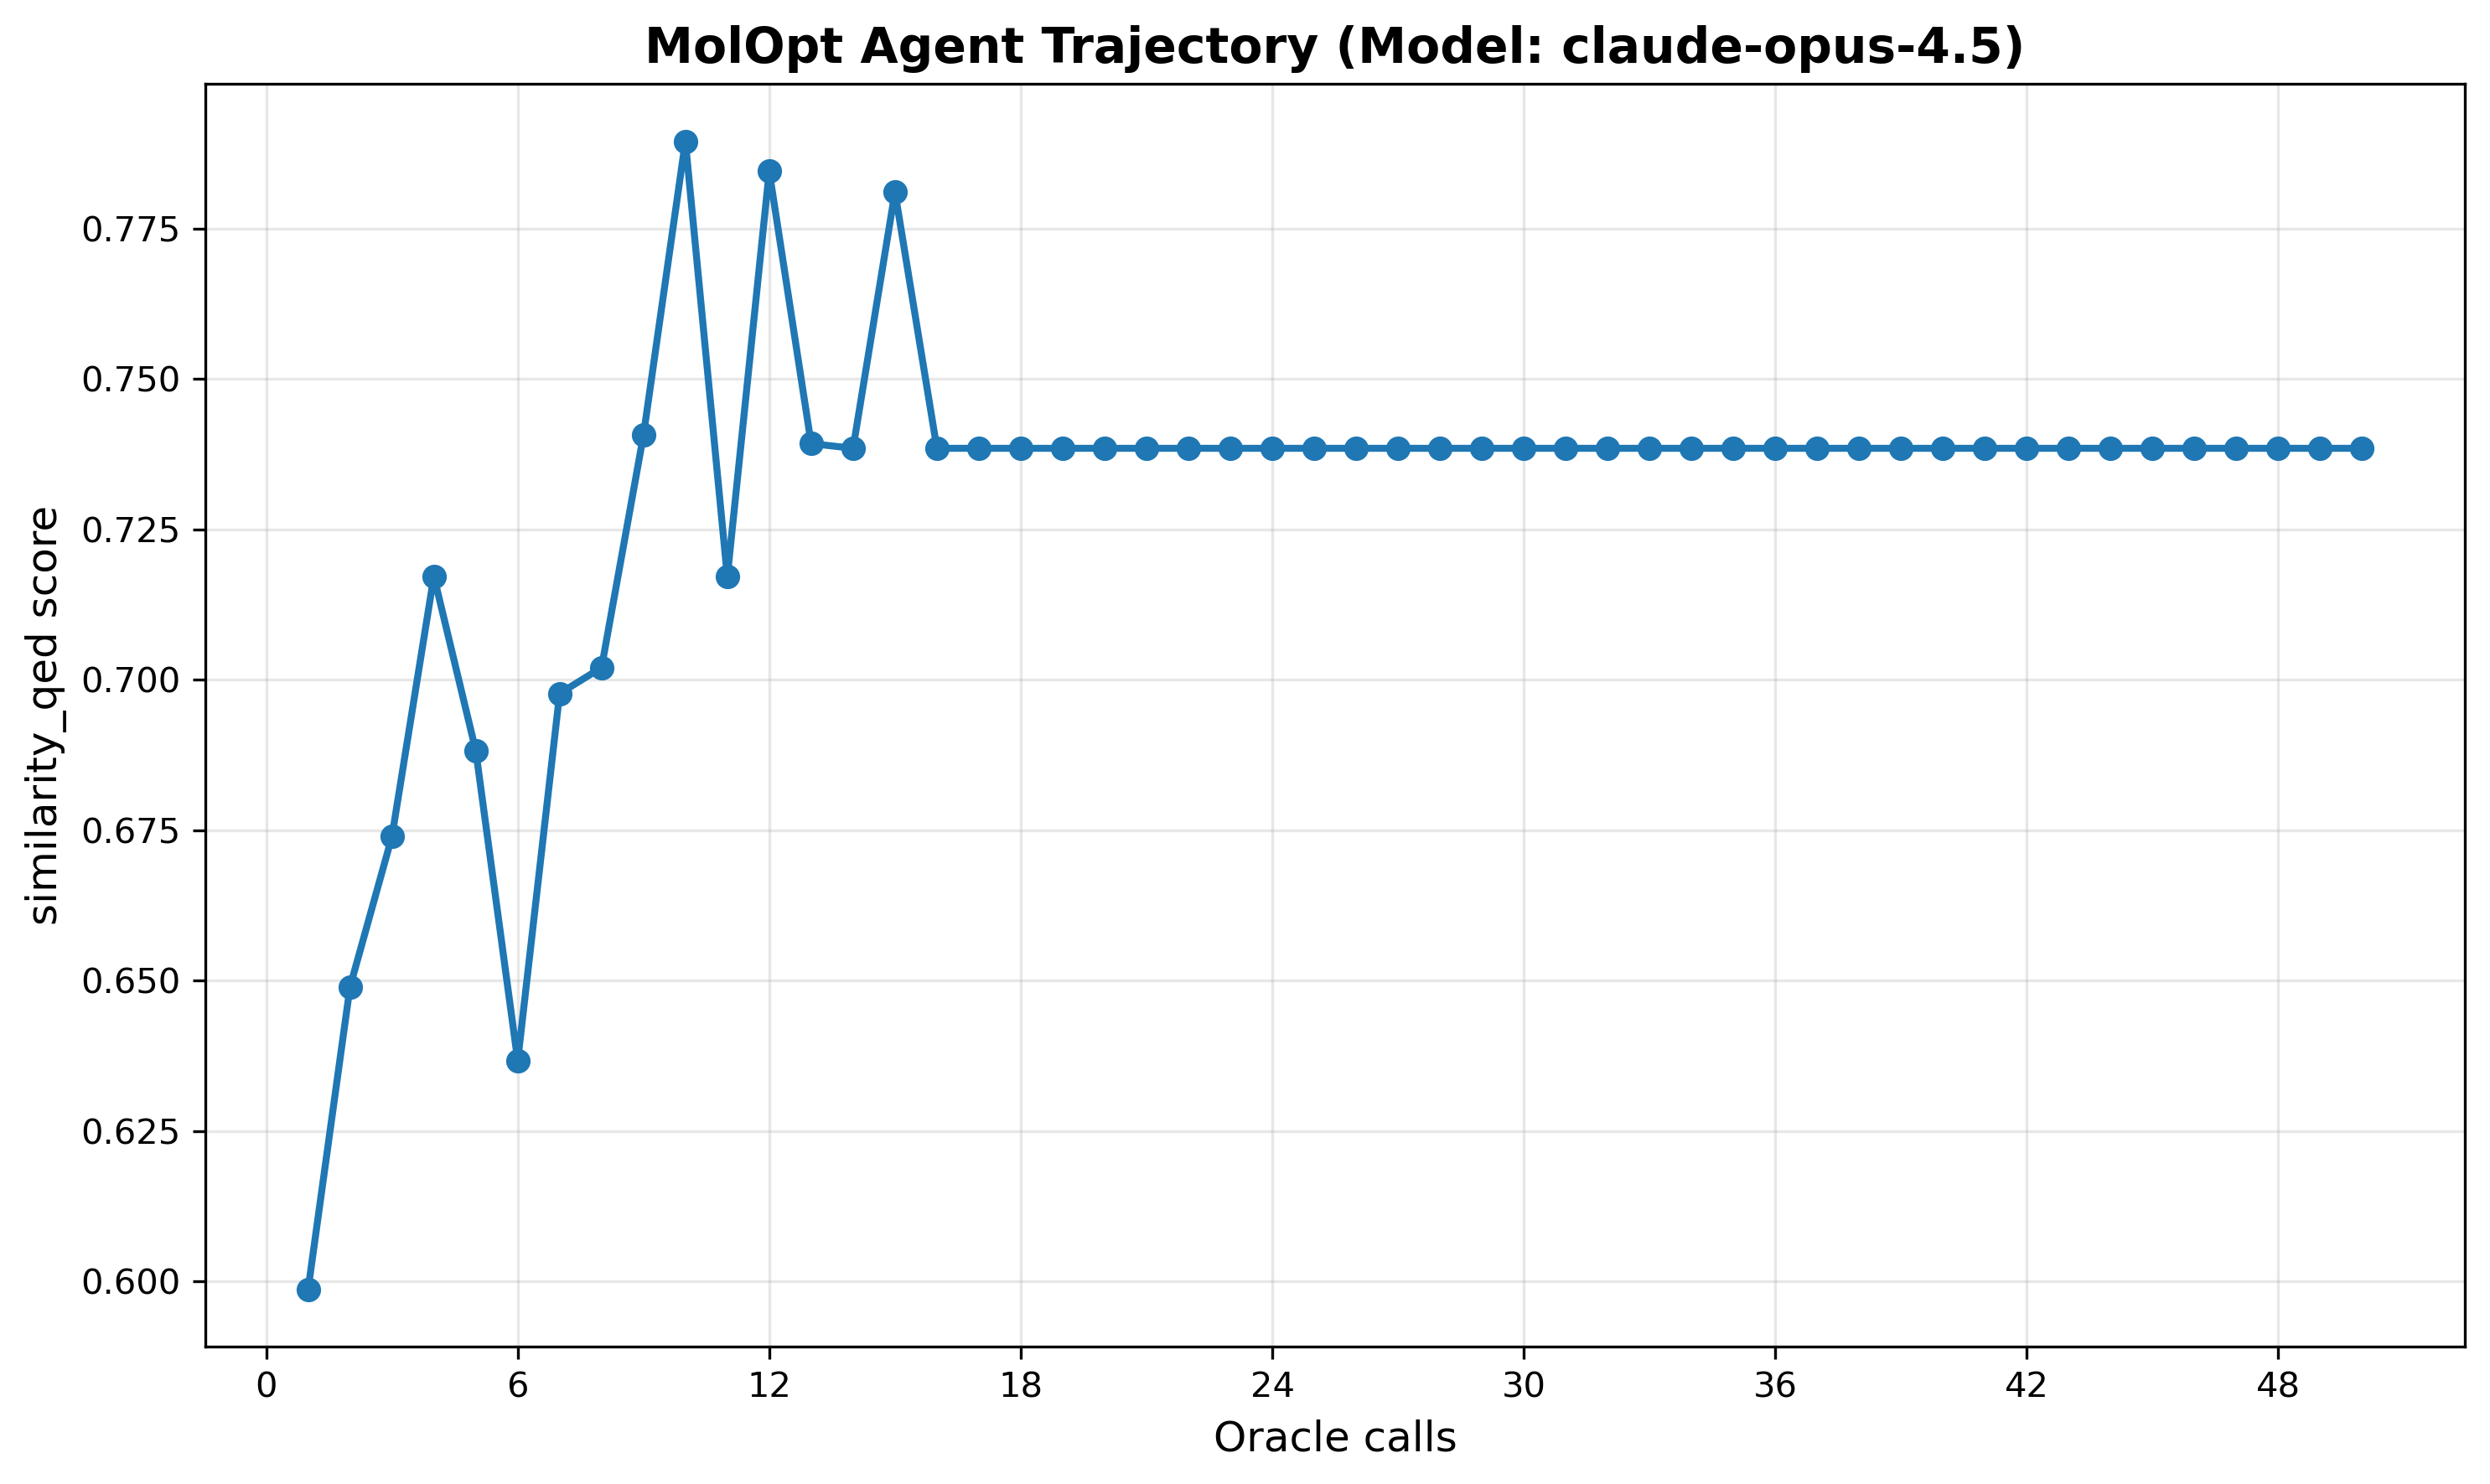 MolOpt Agent Trajectory (Model: claude-opus-4.5)
similarity_qed score
0.775
0.750
0.725
0.700
0.675
0.650
0.625
0.600
0 6 12 18 24 30 36 42 48
Oracle calls